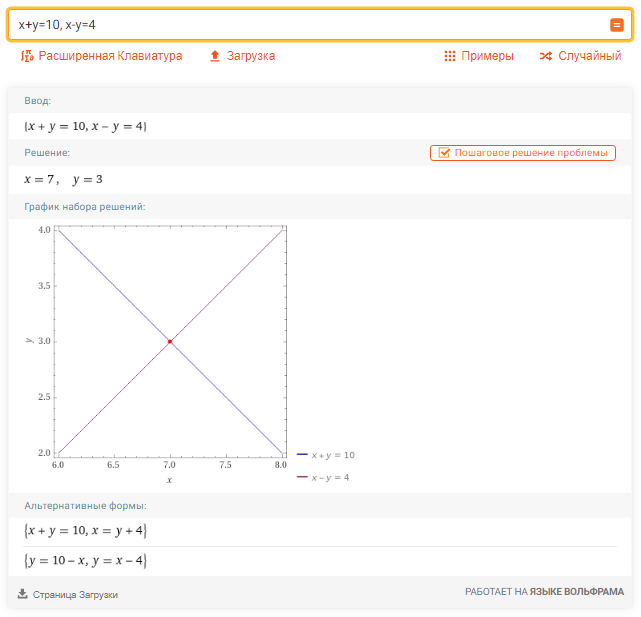 x+y=10, x-y=4
Расширенная Клавиатура Загрузка Примеры Случайный
Ввод:
{x + y = 10, x − y = 4}
Решение: Пошаговое решение проблемы
x = 7, y = 3
График набора решений:
4.0
3.5
y 3.0
2.5
2.0
6.0 6.5 7.0 7.5 8.0
x
x + y = 10
x − y = 4
Альтернативные формы:
{x + y = 10, x = y + 4}
{y = 10 − x, y = x − 4}
Страница Загрузки РАБОТАЕТ НА ЯЗЫКЕ ВОЛЬФРАМА